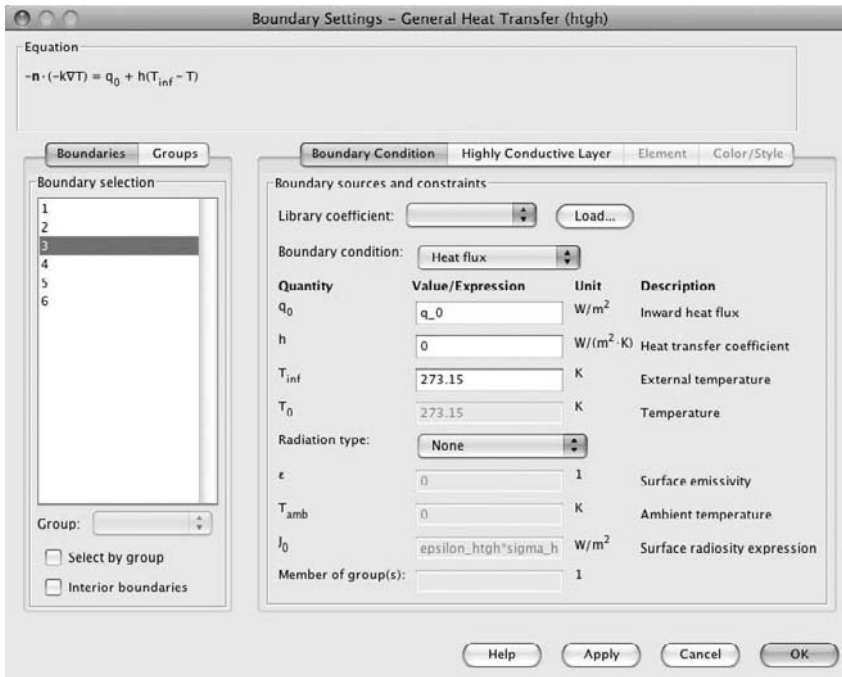 Boundary Settings – General Heat Transfer (htgh)
Equation
-n·(-k∇T) = q₀ + h(T_inf - T)
Boundaries Groups
Boundary selection
1
2
3
4
5
6
Group:
Select by group
Interior boundaries
Boundary Condition Highly Conductive Layer Element Color/Style
Boundary sources and constraints
Library coefficient: Load...
Boundary condition: Heat flux
Quantity Value/Expression Unit Description
q₀ q_0 W/m² Inward heat flux
h 0 W/(m²·K) Heat transfer coefficient
T_inf 273.15 K External temperature
T₀ 273.15 K Temperature
Radiation type: None
ε 0 1 Surface emissivity
T_amb 0 K Ambient temperature
J₀ epsilon_htgh*sigma_h W/m² Surface radiosity expression
Member of group(s): 1
Help Apply Cancel OK